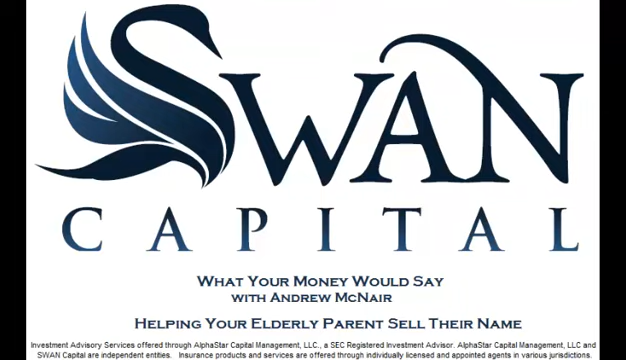 SWAN
CAPITAL
What Your Money Would Say
with Andrew McNair
Helping Your Elderly Parent Sell Their Name
Investment Advisory Services offered through AlphaStar Capital Management, LLC., a SEC Registered Investment Advisor. AlphaStar Capital Management, LLC and
SWAN Capital are independent entities. Insurance products and services are offered through individually licensed and appointed agents in various jurisdictions.